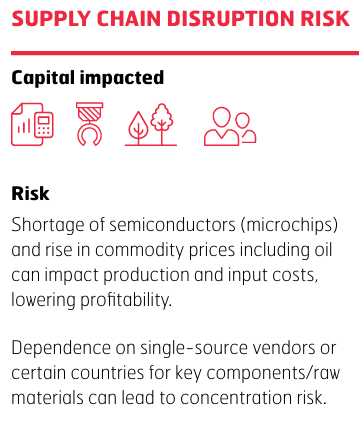 SUPPLY CHAIN DISRUPTION RISK
Capital impacted
Risk
Shortage of semiconductors (microchips)
and rise in commodity prices including oil
can impact production and input costs,
lowering profitability.
Dependence on single-source vendors or
certain countries for key components/raw
materials can lead to concentration risk.